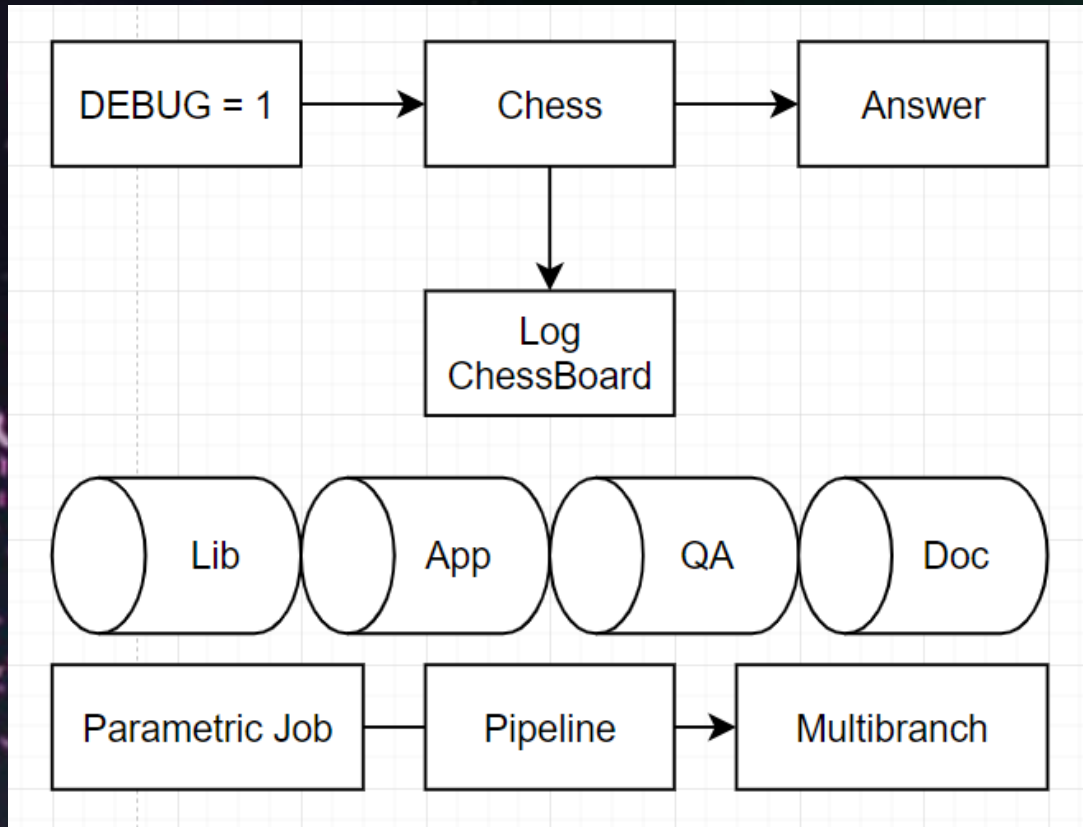 DEBUG = 1
Chess
Answer
Log
ChessBoard
Lib
App
QA
Doc
Parametric Job
Pipeline
Multibranch